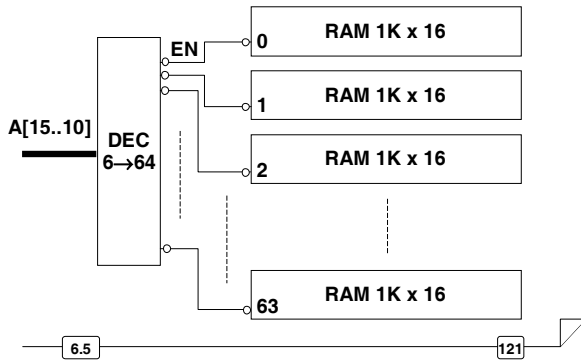 EN
0 RAM 1K x 16
1 RAM 1K x 16
A[15..10]
DEC
6→64
2 RAM 1K x 16
63 RAM 1K x 16
6.5
121